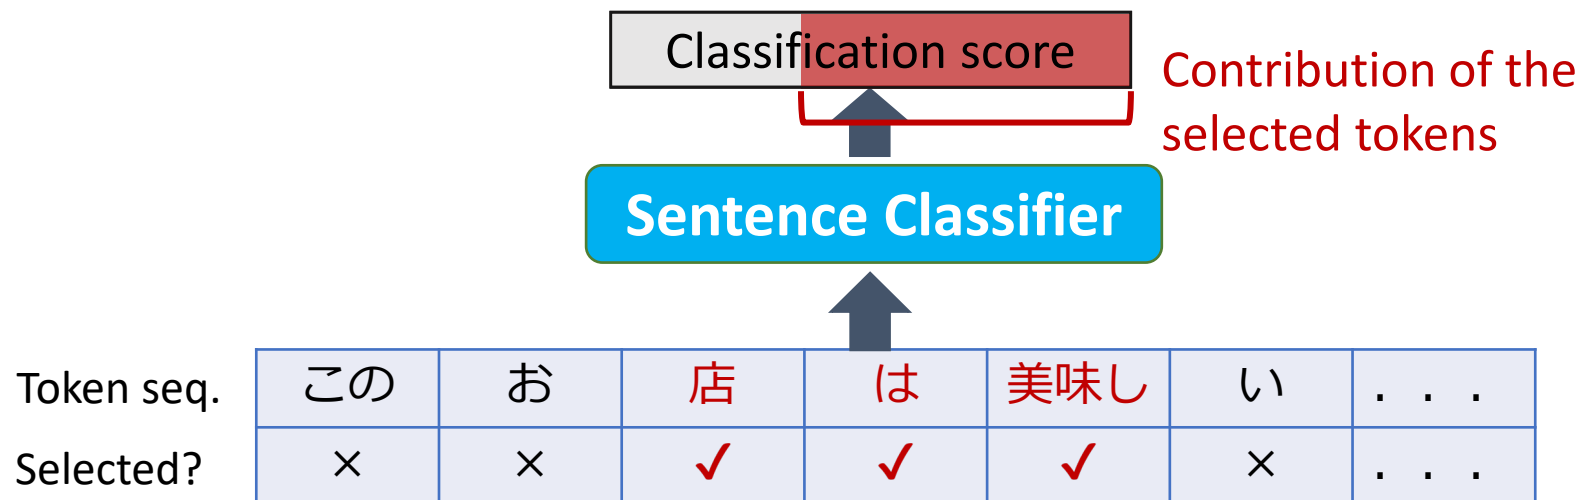 Classification score
Contribution of the
selected tokens
Sentence Classifier
Token seq. この お 店 は 美味し い . . .
Selected? × × ✓ ✓ ✓ × . . .